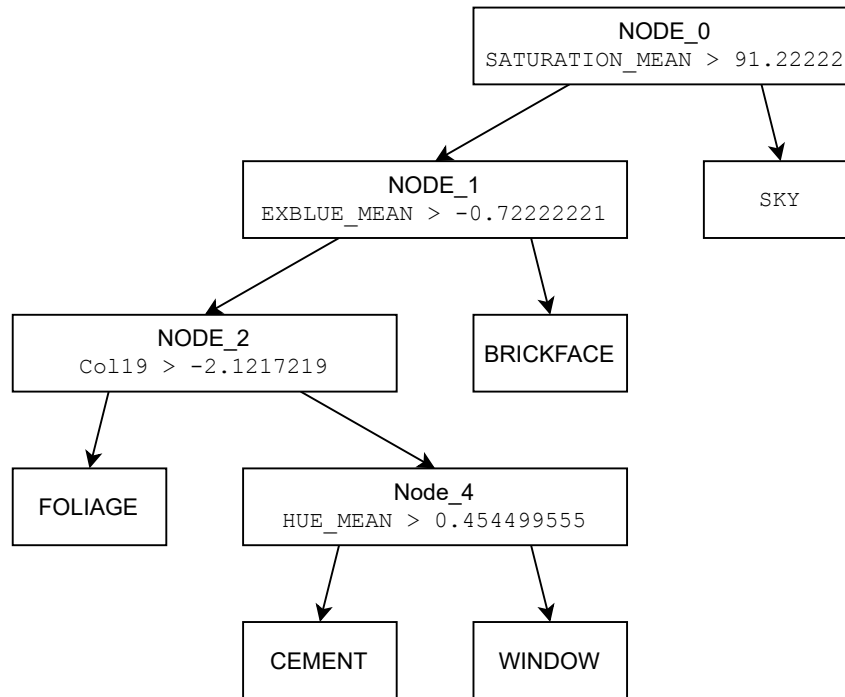 NODE_0
SATURATION_MEAN > 91.22222
NODE_1
EXBLUE_MEAN > -0.72222221
SKY
NODE_2
Col19 > -2.1217219
BRICKFACE
FOLIAGE
Node_4
HUE_MEAN > 0.454499555
CEMENT
WINDOW